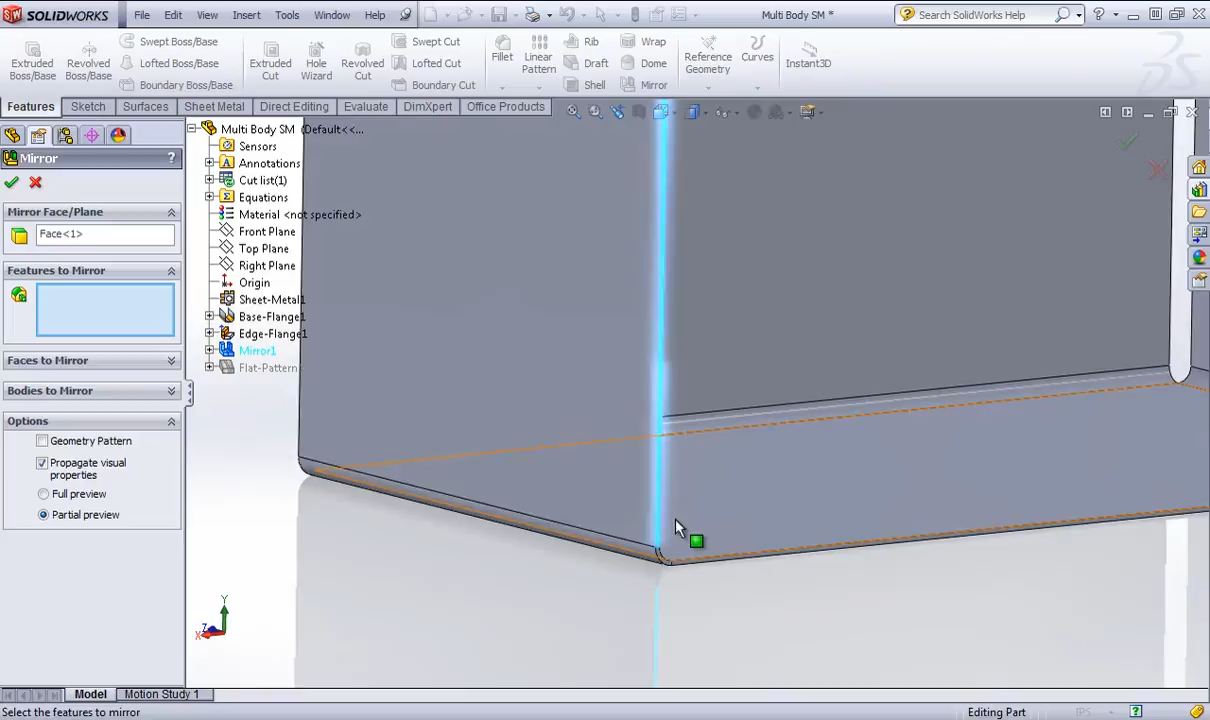 SOLIDWORKS
File Edit View Insert Tools Window Help
Multi Body SM *
Search SolidWorks Help
Extruded Boss/Base
Revolved Boss/Base
Swept Boss/Base
Lofted Boss/Base
Boundary Boss/Base
Extruded Cut
Hole Wizard
Revolved Cut
Swept Cut
Lofted Cut
Boundary Cut
Fillet
Linear Pattern
Rib
Draft
Shell
Wrap
Dome
Mirror
Reference Geometry
Curves
Instant3D
Features Sketch Surfaces Sheet Metal Direct Editing Evaluate DimXpert Office Products
Mirror
?
Mirror Face/Plane
Face<1>
Features to Mirror
Faces to Mirror
Bodies to Mirror
Options
Geometry Pattern
Propagate visual
properties
Full preview
Partial preview
Multi Body SM (Default<<...
Sensors
Annotations
Cut list(1)
Equations
Material <not specified>
Front Plane
Top Plane
Right Plane
Origin
Sheet-Metal1
Base-Flange1
Edge-Flange1
Mirror1
Flat-Pattern
Y
Z
X
Model Motion Study 1
Select the features to mirror
Editing Part
IPS